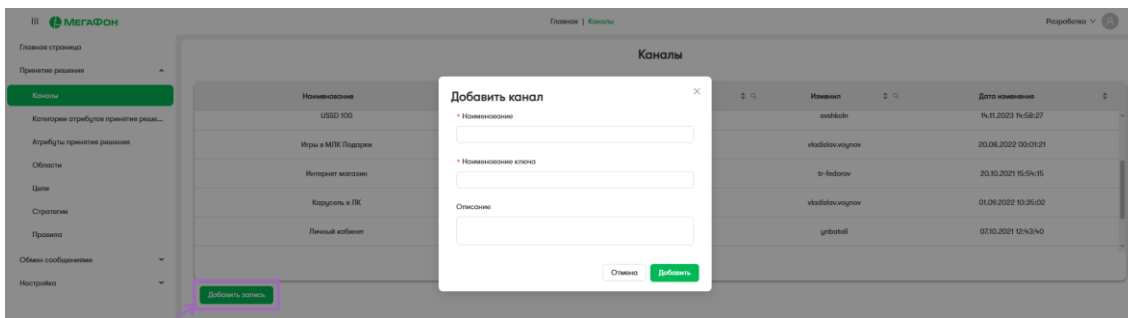 МЕГАФОН
Главная | Каналы
Разработка
Главная страница
Каналы
Принятие решения
Каналы
Наименование
Изменил
Дата изменения
Добавить канал
* Наименование
* Наименование ключа
Описание
Отмена
Добавить
USSD 100
evshkoln
14.11.2023 14:58:27
Категории атрибутов принятия реше...
Атрибуты принятия решения
Игры в МЛК Подарки
vladislav.voynov
20.08.2022 00:01:21
Области
Интернет магазин
tr-fedorov
20.10.2021 15:54:15
Цели
Стратегии
Карусель в ЛК
vladislav.voynov
01.09.2022 10:35:02
Правила
Личный кабинет
ynbatali
07.10.2021 12:43:40
Обмен сообщениями
Настройка
Добавить запись